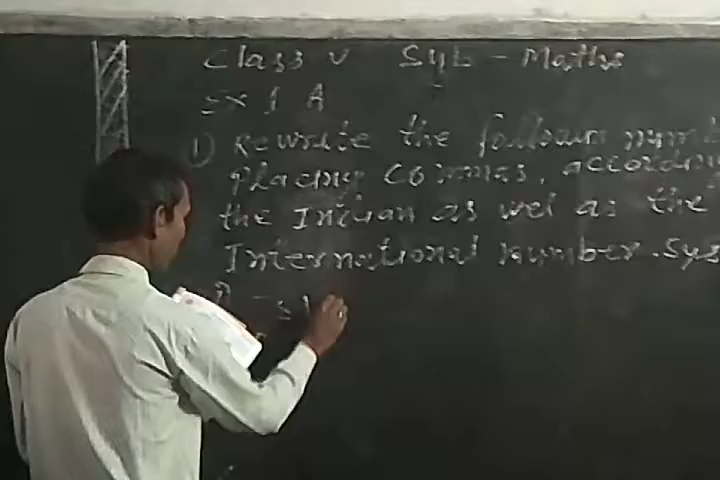 Class V Sub - Maths
Ex 1 A
1) Rewrite the
placing commas, according
the Indian as wel as the
International number. Sys